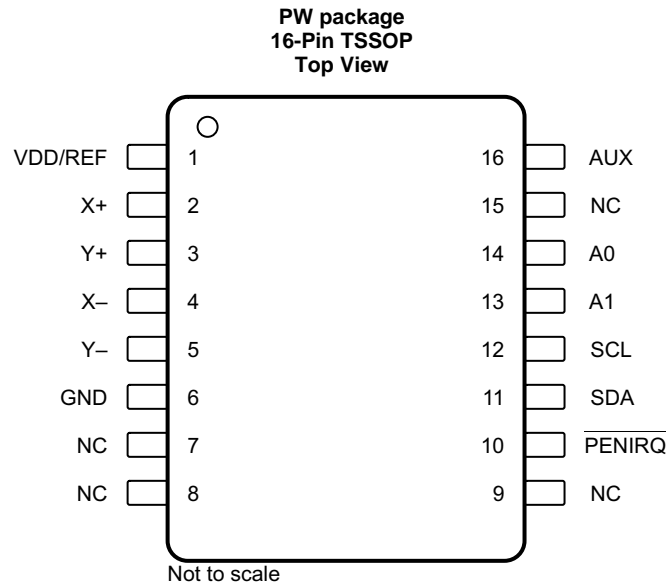 PW package
16-Pin TSSOP
Top View
VDD/REF 1 16 AUX
X+ 2 15 NC
Y+ 3 14 A0
X– 4 13 A1
Y– 5 12 SCL
GND 6 11 SDA
NC 7 10 PENIRQ
NC 8 9 NC
Not to scale